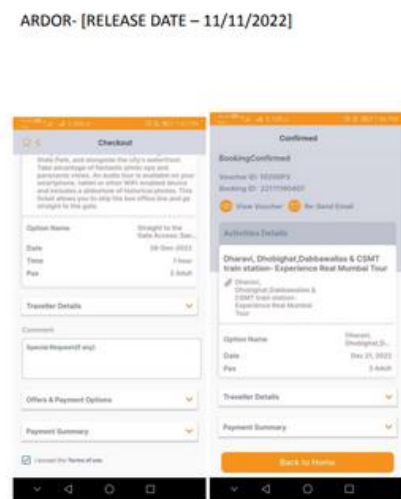 ARDOR- [RELEASE DATE – 11/11/2022]
Checkout
State Park, and alongside the city's waterfront.
Take advantage of fantastic photo ops and
panoramic views. An audio tour is available on your
smartphone, tablet or other WiFi enabled device
and includes a slideshow of historical photos. This
ticket allows you to skip the box office line and go
straight to the gate.
Option Name
Straight to the
Gate Access: San...
Date
Time
1 hour
Pax
2 Adult
Traveller Details
Comment
Special Request(if any)
Offers & Payment Options
Payment Summary
I accept the Terms of use
Confirmed
BookingConfirmed
Voucher ID:
Booking ID:
View Voucher
Re-Send Email
Activities Details
Dharavi, Dhobighat,Dabbawallas & CSMT
train station- Experience Real Mumbai Tour
Dharavi,
Dhobighat,Dabbawallas &
CSMT train station-
Experience Real Mumbai
Tour
Option Name
Dharavi,
Dhobighat,D...
Date
Dec 21, 2022
Pax
Adult
Traveller Details
Payment Summary
Back to Home